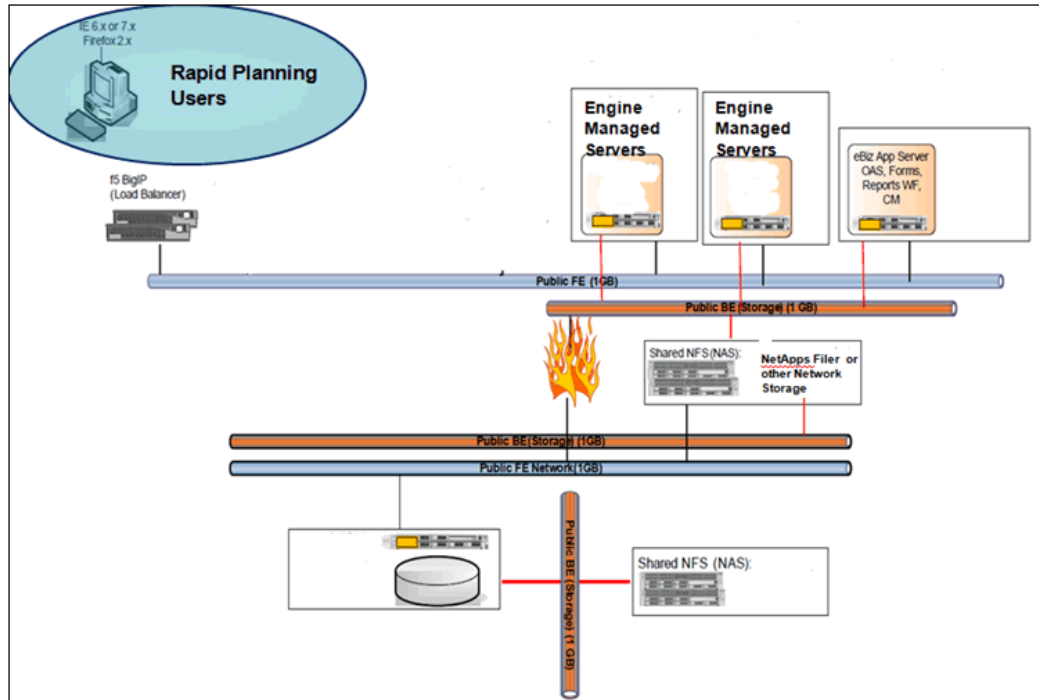 IE 6.x or 7.x
Firefox 2.x
Rapid Planning
Users
f5 BigIP
(Load Balancer)
Engine
Managed
Servers
Engine
Managed
Servers
eBiz App Server
OAS, Forms,
Reports WF,
CM
Public FE (1GB)
Public BE(Storage) (1 GB)
Shared NFS(NAS):
NetApps Filer or
other Network
Storage
Public BE(Storage) (1GB)
Public FE Network(1GB)
Public BE (Storage) (1 GB)
Shared NFS (NAS):